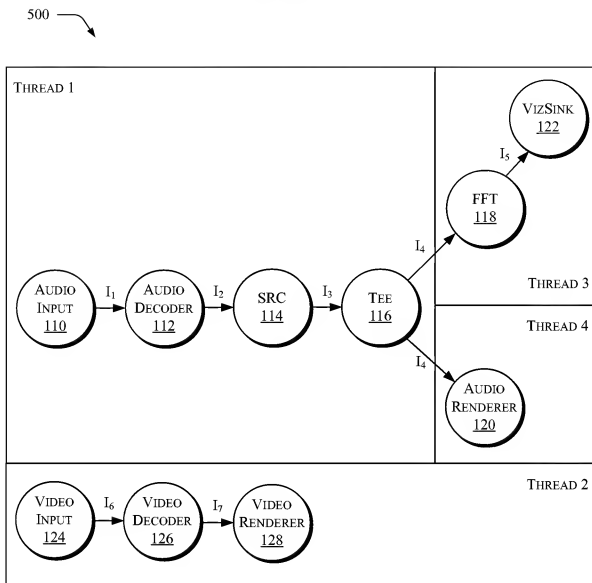 500
THREAD 1
VIZSINK
122
I5
FFT
118
I4
THREAD 3
AUDIO
INPUT
110
I1
AUDIO
DECODER
112
I2
SRC
114
I3
TEE
116
THREAD 4
I4
AUDIO
RENDERER
120
THREAD 2
VIDEO
INPUT
124
I6
VIDEO
DECODER
126
I7
VIDEO
RENDERER
128